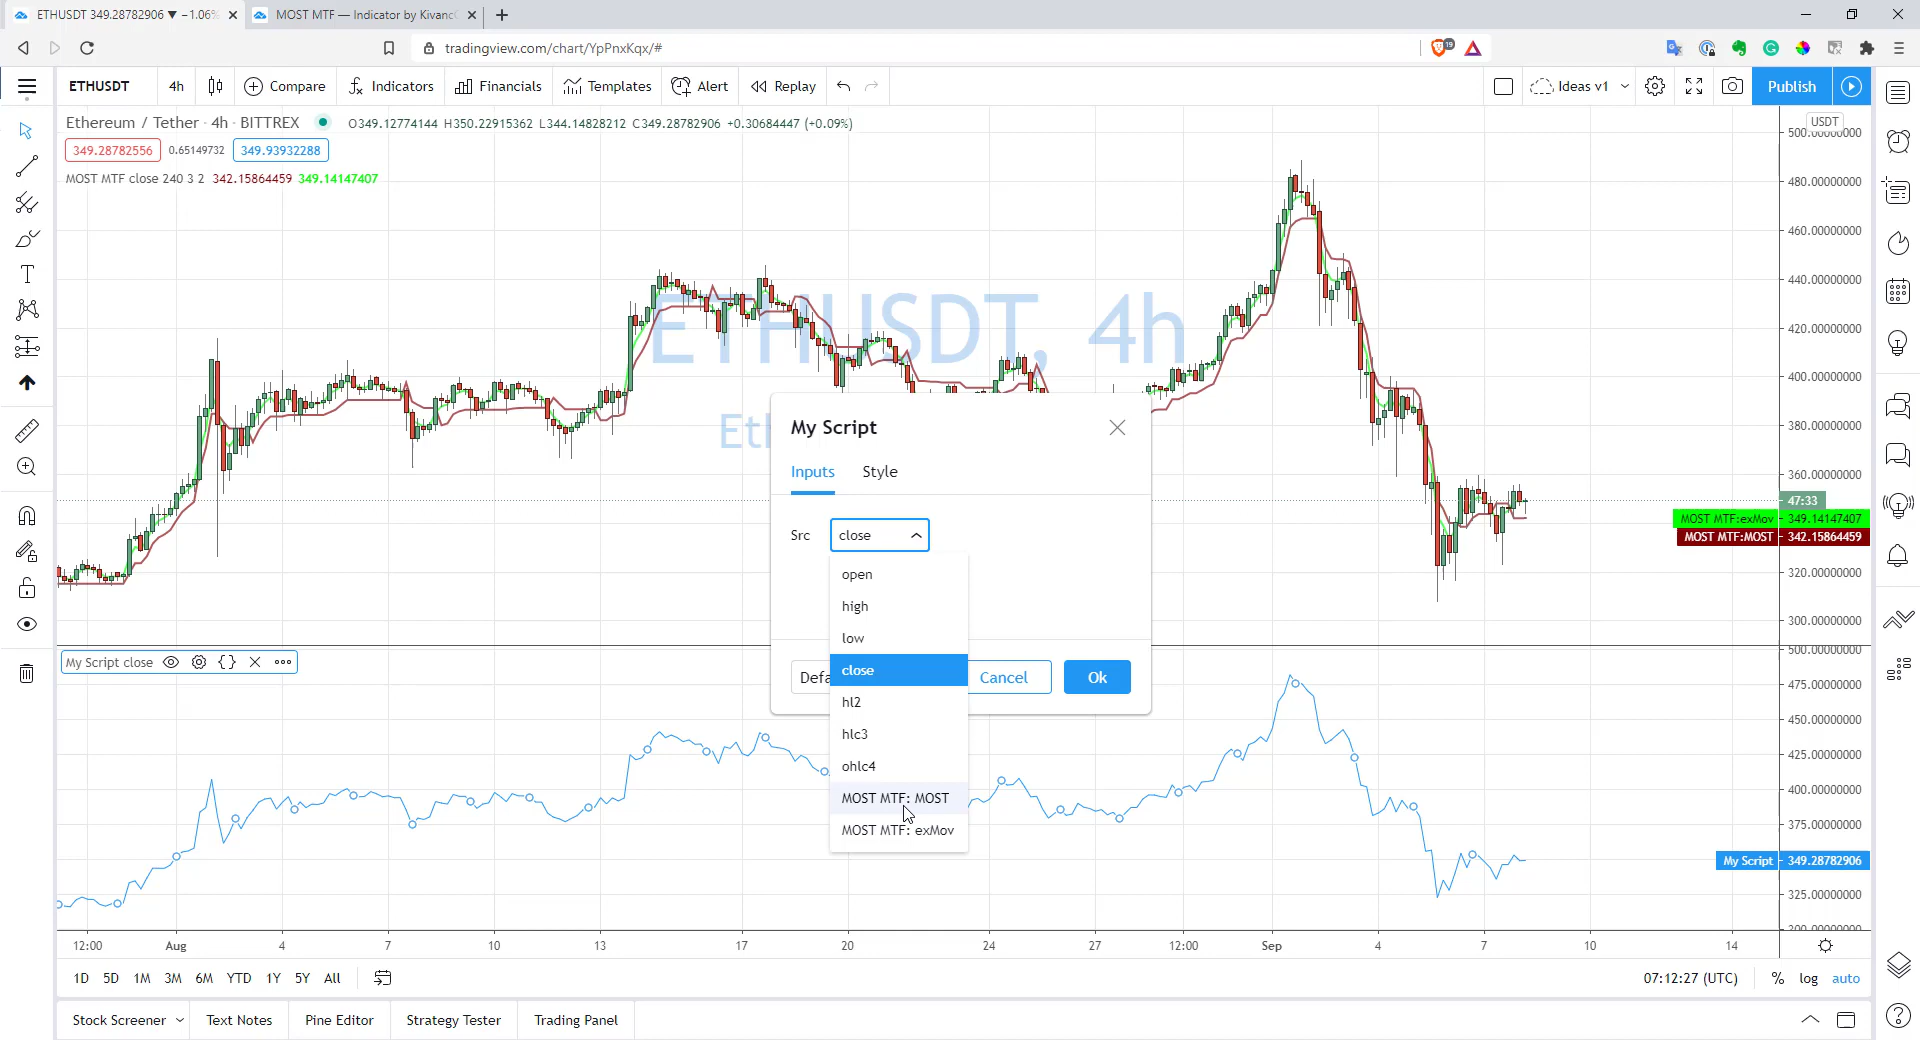 ETHUSDT 349.28782906 ▼ −1.06%
MOST MTF — Indicator by Kivanc
tradingview.com/chart/YpPnxKqx/#
19
ETHUSDT 4h Compare Indicators Financials Templates Alert Replay Ideas v1 Publish
Ethereum / Tether · 4h · BITTREX O349.12774144 H350.22915362 L344.14828212 C349.28782906 +0.30684447 (+0.09%)
349.28782556 0.65149732 349.93932288
MOST MTF close 240 3 2 342.15864459 349.14147407
USDT
500.00000000
480.00000000
460.00000000
440.00000000
420.00000000
400.00000000
380.00000000
360.00000000
47:33
MOST MTF:exMov 349.14147407
MOST MTF:MOST 342.15864459
320.00000000
300.00000000
ETHUSDT, 4h
Eth
My Script
Inputs Style
Src close
open
high
low
close
hl2
hlc3
ohlc4
MOST MTF: MOST
MOST MTF: exMov
Defa Cancel Ok
My Script close
500.00000000
475.00000000
450.00000000
425.00000000
400.00000000
375.00000000
My Script 349.28782906
325.00000000
12:00 Aug 4 7 10 13 17 20 24 27 12:00 Sep 4 7 10 14
1D 5D 1M 3M 6M YTD 1Y 5Y All 07:12:27 (UTC) % log auto
Stock Screener Text Notes Pine Editor Strategy Tester Trading Panel